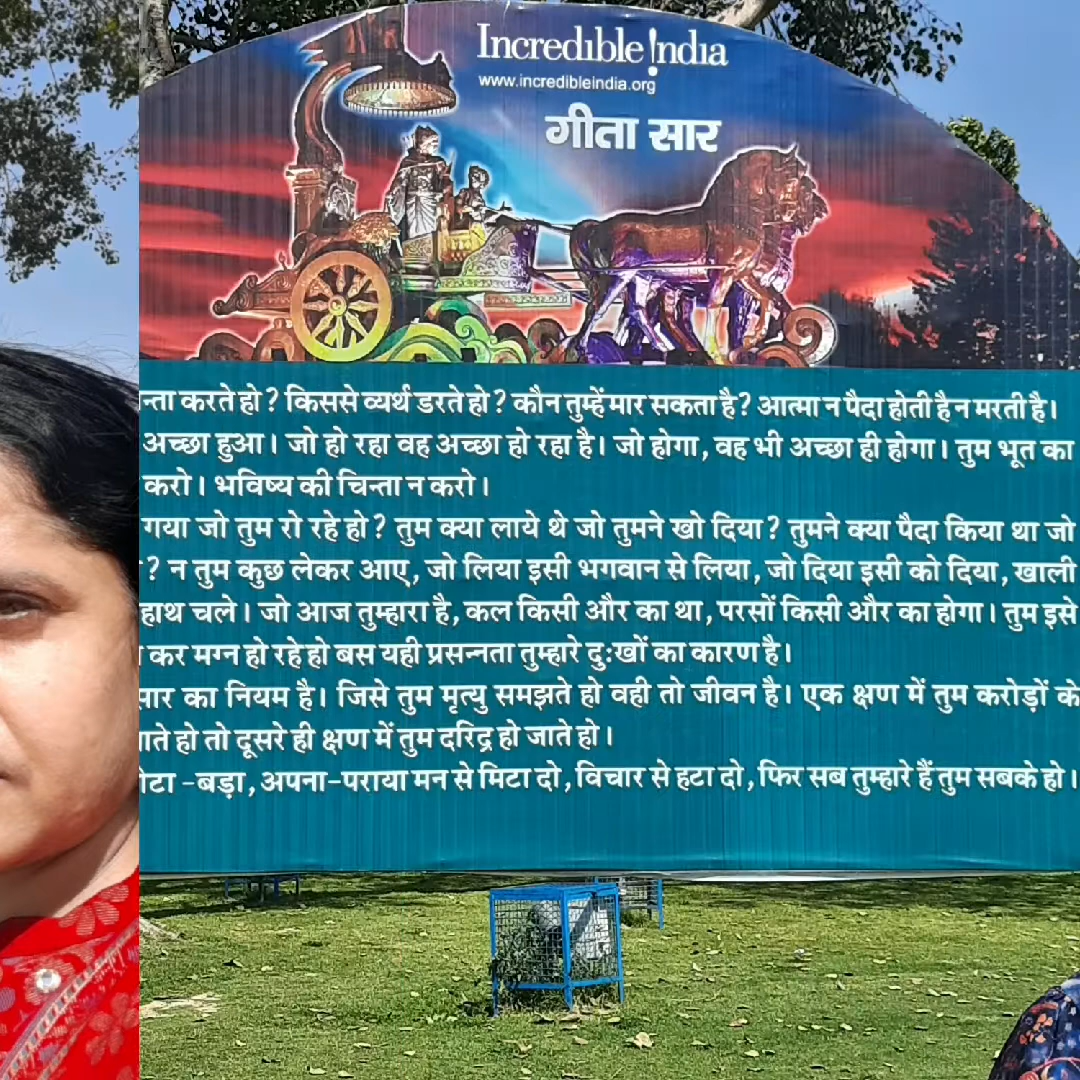 Incredible !ndia
www.incredibleindia.org
गीता सार
करते हो ? किससे व्यर्थ डरते हो ? कौन तुम्हें मार सकता है ? आत्मा न पैदा होती है न मरती है।
अच्छा हुआ। जो हो रहा वह अच्छा हो रहा है। जो होगा, वह भी अच्छा ही होगा। तुम भूत का
करो। भविष्य की चिन्ता न करो।
गया जो तुम रो रहे हो ? तुम क्या लाये थे जो तुमने खो दिया ? तुमने क्या पैदा किया था जो
? न तुम कुछ लेकर आए, जो लिया इसी भगवान से लिया, जो दिया इसी को दिया, खाली
हाथ चले। जो आज तुम्हारा है, कल किसी और का था, परसों किसी और का होगा। तुम इसे
कर मग्न हो रहे हो बस यही प्रसन्नता तुम्हारे दुःखों का कारण है।
का नियम है। जिसे तुम मृत्यु समझते हो वही तो जीवन है। एक क्षण में तुम करोड़ों के
हो तो दूसरे ही क्षण में तुम दरिद्र हो जाते हो।
-बड़ा, अपना-पराया मन से मिटा दो, विचार से हटा दो, फिर सब तुम्हारे हैं तुम सबके हो।